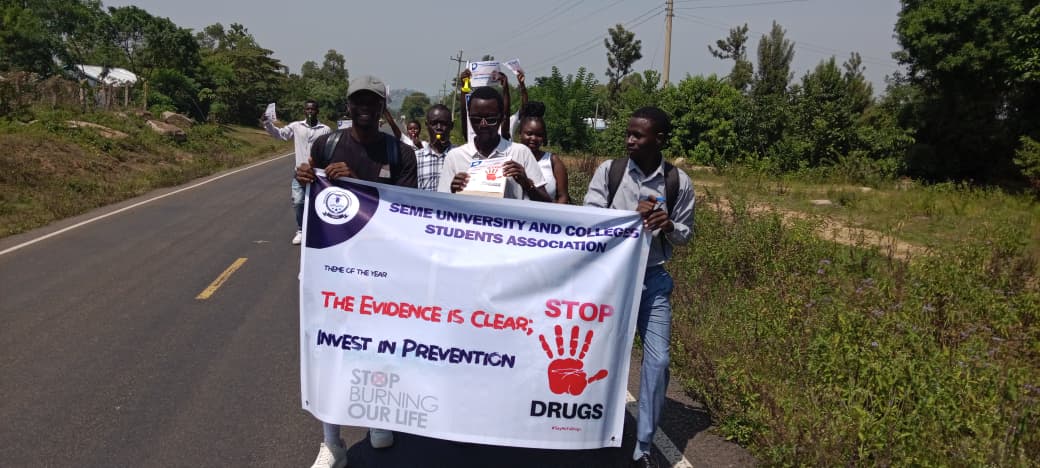 SEME UNIVERSITY AND COLLEGES
STUDENTS ASSOCIATION
THEME OF THE YEAR
THE EVIDENCE IS CLEAR;
INVEST IN PREVENTION
STOP
BURNING
OUR LIFE
STOP
DRUGS